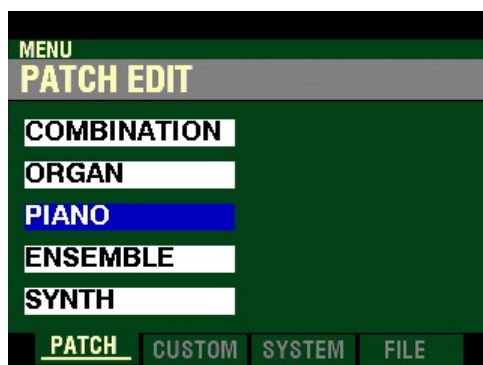 MENU
PATCH EDIT
COMBINATION
ORGAN
PIANO
ENSEMBLE
SYNTH
PATCH CUSTOM SYSTEM FILE